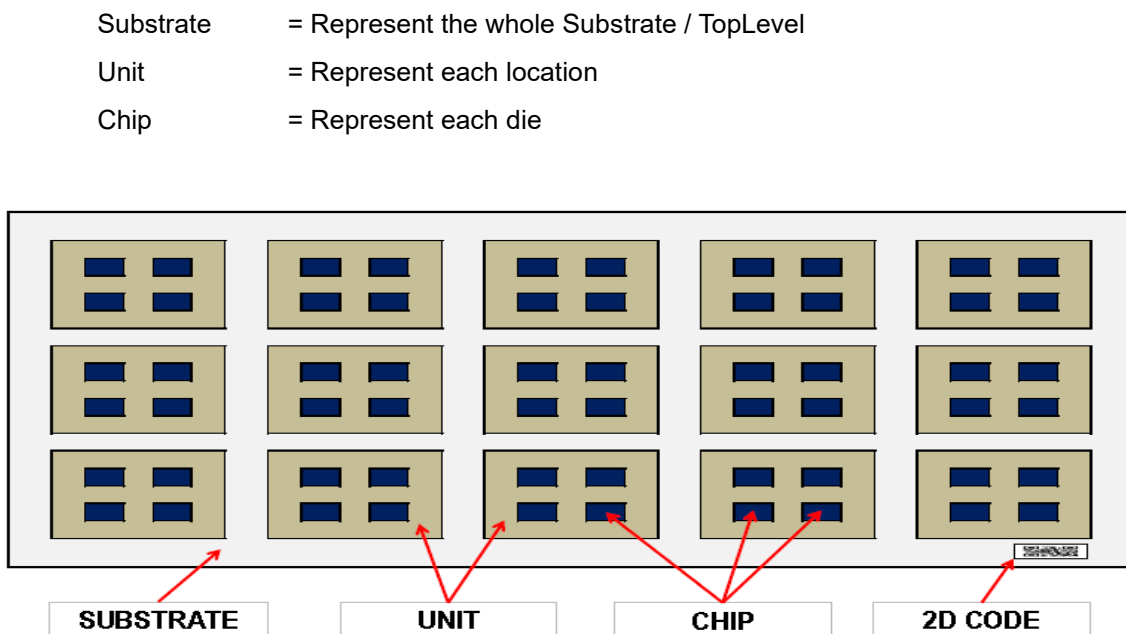 Substrate = Represent the whole Substrate / TopLevel
Unit = Represent each location
Chip = Represent each die
SUBSTRATE UNIT CHIP 2D CODE